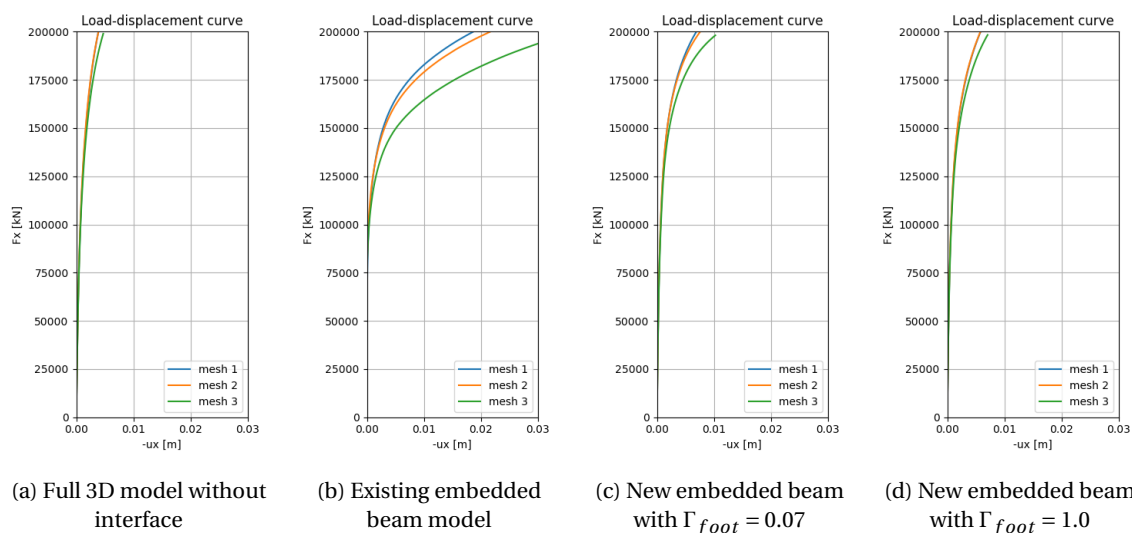 Load-displacement curve
200000
175000
150000
125000
100000
75000
50000
25000
0
Fx [kN]
mesh 1
mesh 2
mesh 3
0.00 0.01 0.02 0.03
-ux [m]
(a) Full 3D model without
interface
Load-displacement curve
200000
175000
150000
125000
100000
75000
50000
25000
0
Fx [kN]
mesh 1
mesh 2
mesh 3
0.00 0.01 0.02 0.03
-ux [m]
(b) Existing embedded
beam model
Load-displacement curve
200000
175000
150000
125000
100000
75000
50000
25000
0
Fx [kN]
mesh 1
mesh 2
mesh 3
0.00 0.01 0.02 0.03
-ux [m]
(c) New embedded beam
with Γfoot = 0.07
Load-displacement curve
200000
175000
150000
125000
100000
75000
50000
25000
0
Fx [kN]
mesh 1
mesh 2
mesh 3
0.00 0.01 0.02 0.03
-ux [m]
(d) New embedded beam
with Γfoot = 1.0